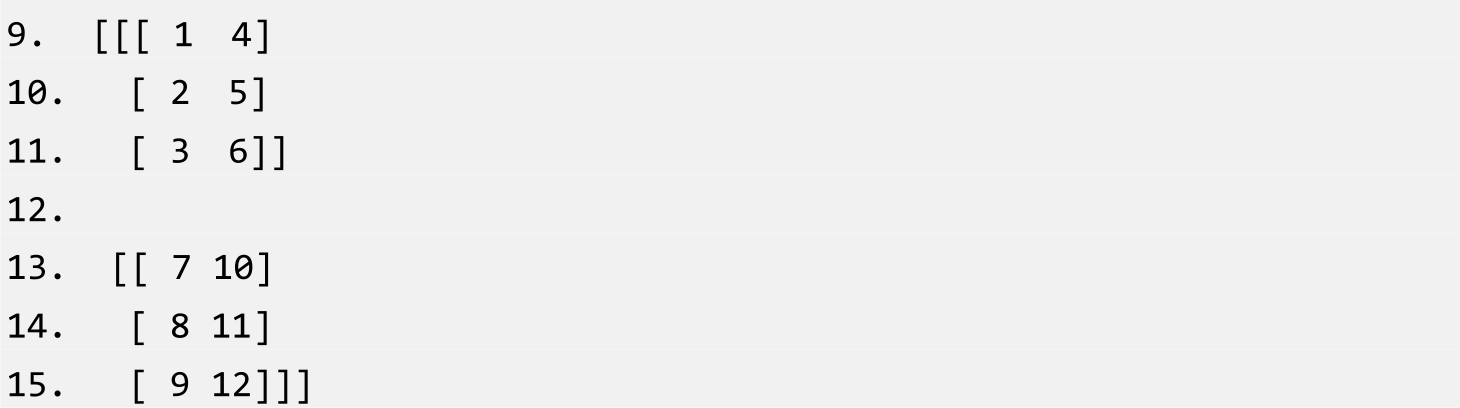 9.  [[[ 1  4]
10.   [ 2  5]
11.   [ 3  6]]
12.
13.  [[ 7 10]
14.   [ 8 11]
15.   [ 9 12]]]